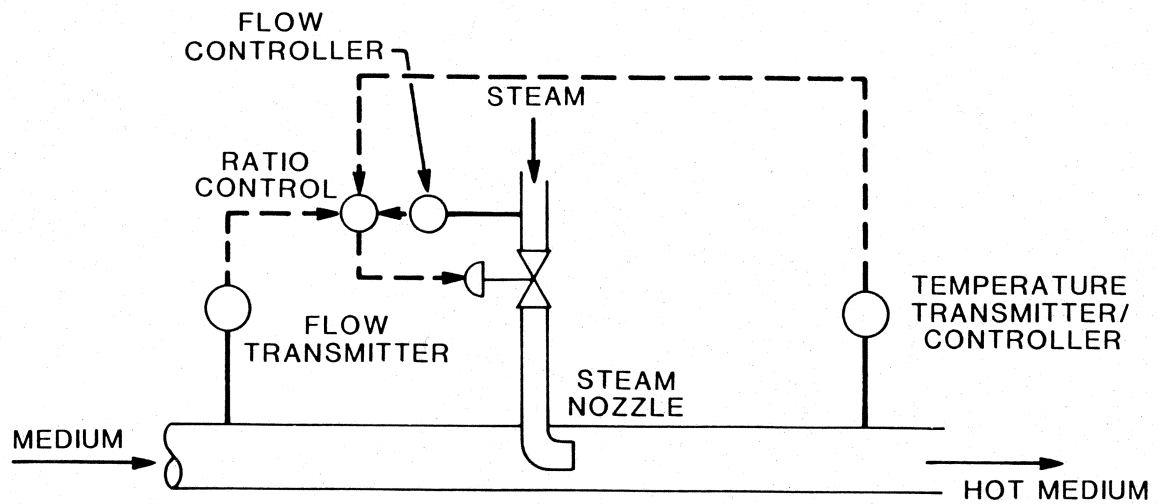 FLOW
CONTROLLER
STEAM
RATIO
CONTROL
FLOW
TRANSMITTER
TEMPERATURE
TRANSMITTER/
CONTROLLER
STEAM
NOZZLE
MEDIUM
HOT MEDIUM